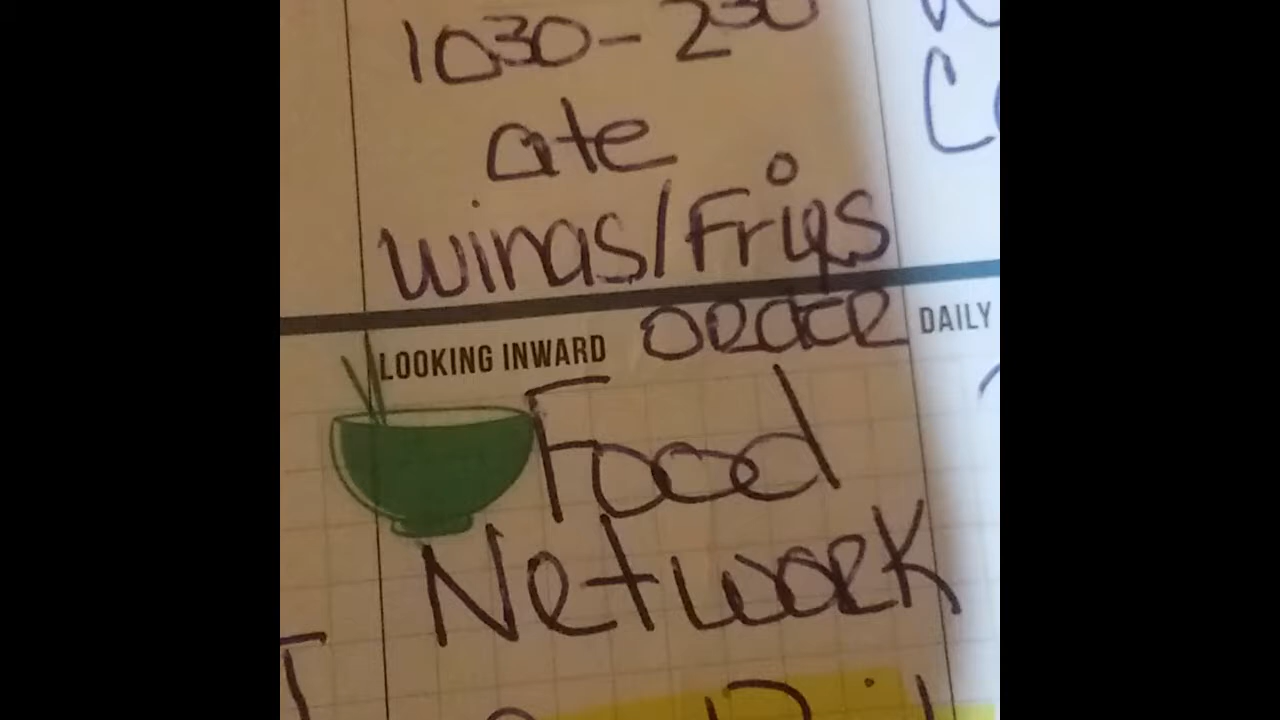 1030-230
ate
wings/Fries
ORDER
LOOKING INWARD
DAILY
Food
Network